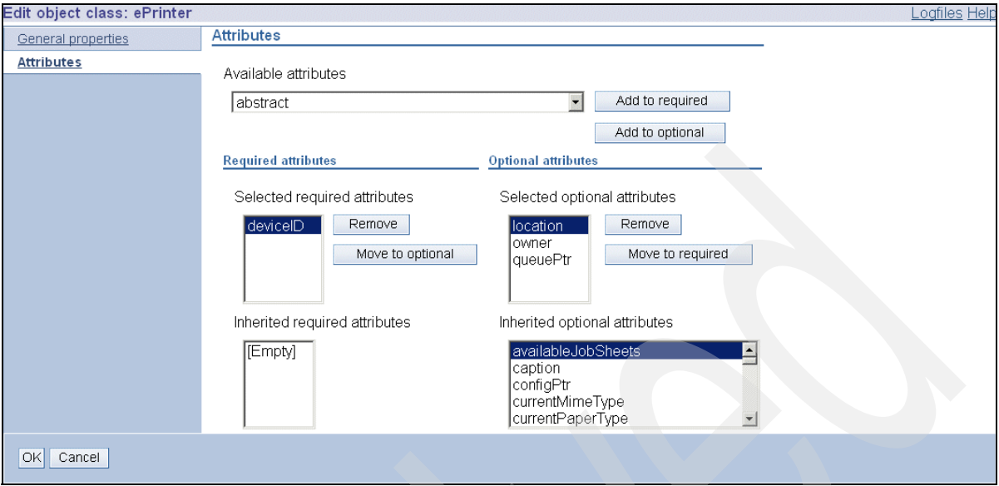 Edit object class: ePrinter
Logfiles Help
General properties
Attributes
Attributes
Available attributes
abstract
Add to required
Add to optional
Required attributes
Optional attributes
Selected required attributes
Selected optional attributes
deviceID
Remove
Move to optional
location
owner
queuePtr
Remove
Move to required
Inherited required attributes
Inherited optional attributes
[Empty]
availableJobSheets
caption
configPtr
currentMimeType
currentPaperType
OK
Cancel